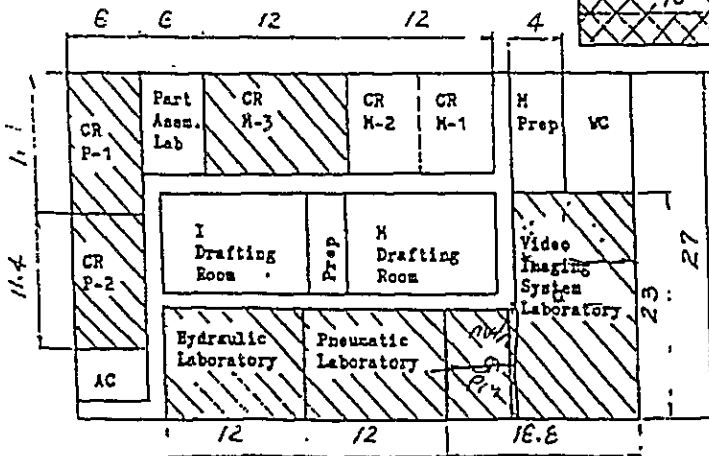 6 6 12 12 4
Part
Assm.
Lab
CR
M-3
CR
M-2
CR
M-1
M
Prep
WC
CR
P-1
11.4
CR
P-2
AC
I
Drafting
Room
Prep
M
Drafting
Room
Video
Imaging
System
Laboratory
23
27
Hydraulic
Laboratory
Pneumatic
Laboratory
12 12 16.8